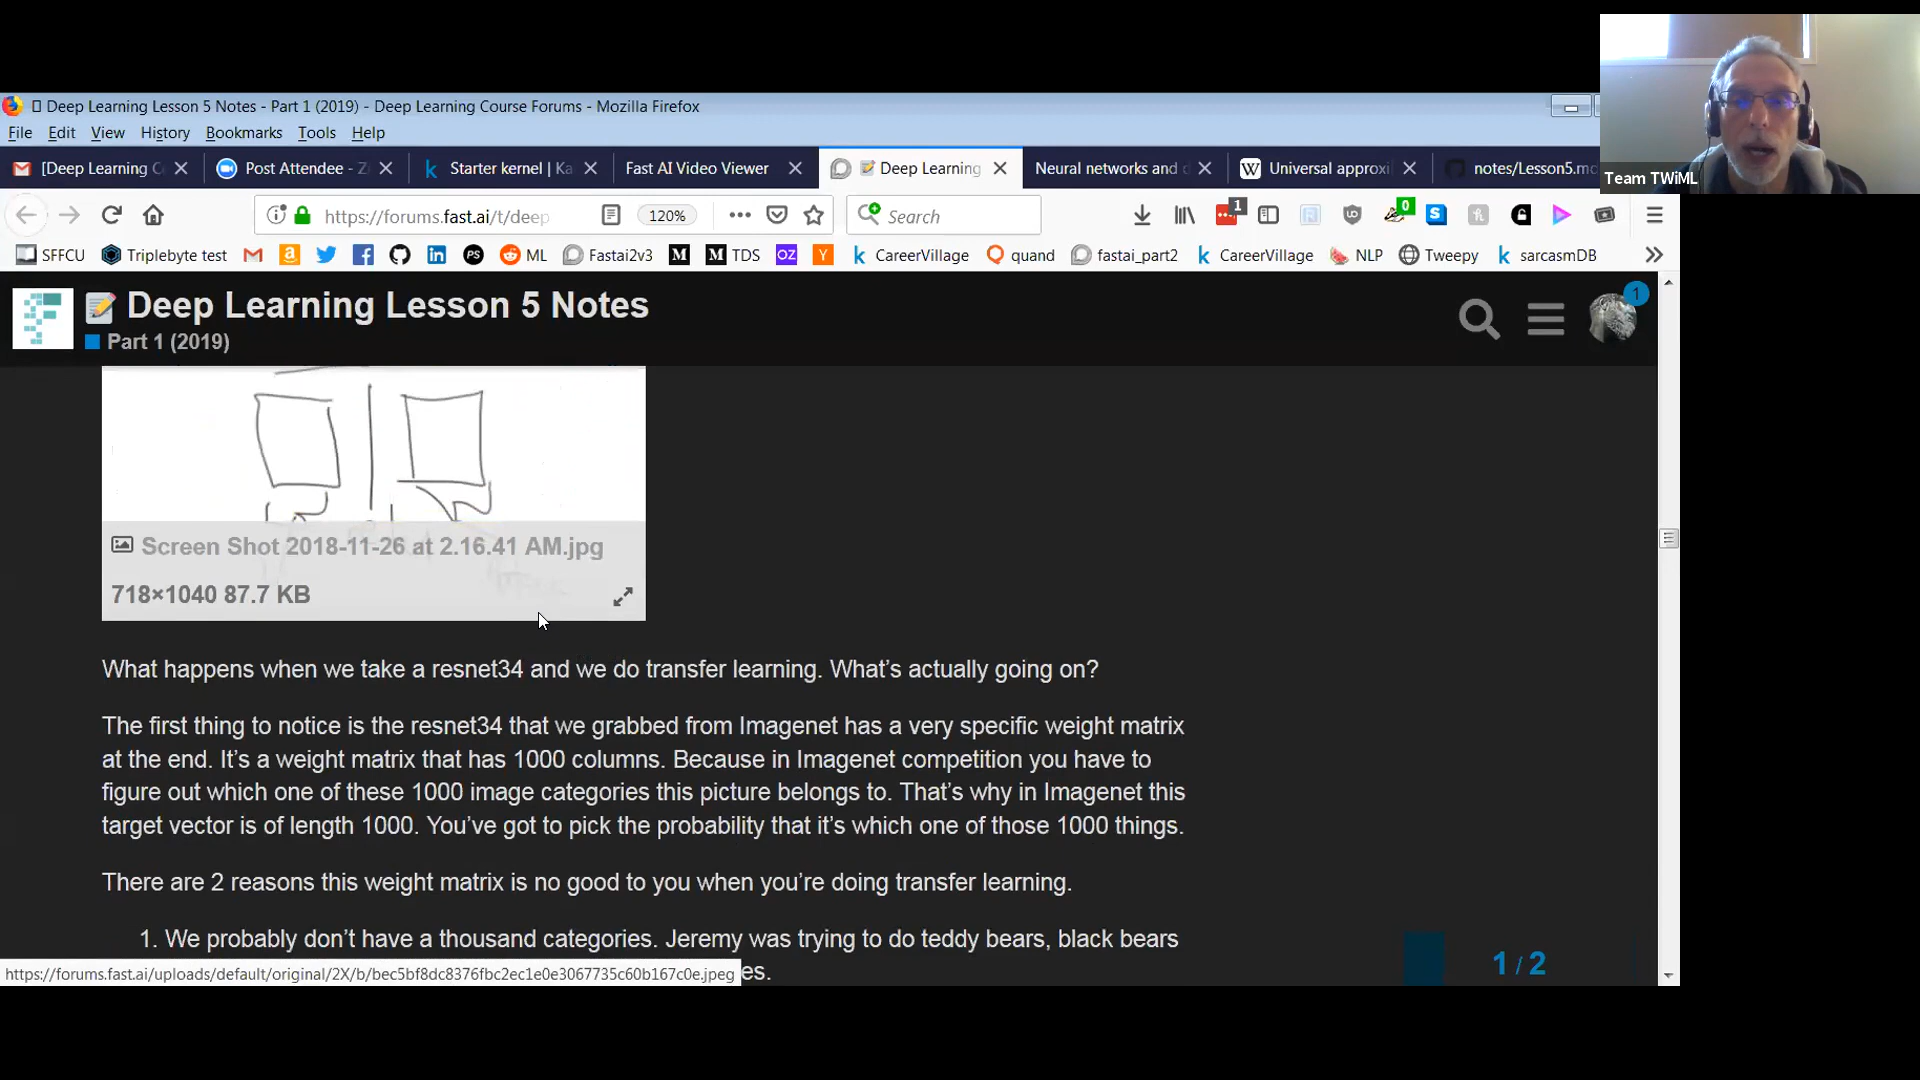 Deep Learning Lesson 5 Notes - Part 1 (2019) - Deep Learning Course Forums - Mozilla Firefox
File Edit View History Bookmarks Tools Help
[Deep Learning C
Post Attendee - Z
Starter kernel | Ka
Fast AI Video Viewer
Deep Learning
Neural networks and d
Universal approxi
notes/Lesson5.m
Team TWiML
https://forums.fast.ai/t/deep
120%
Search
1
0
SFFCU Triplebyte test ML Fastai2v3 TDS CareerVillage quand fastai_part2 CareerVillage NLP Tweepy sarcasmDB
Deep Learning Lesson 5 Notes
Part 1 (2019)
1
Screen Shot 2018-11-26 at 2.16.41 AM.jpg
718×1040 87.7 KB
What happens when we take a resnet34 and we do transfer learning. What’s actually going on?
The first thing to notice is the resnet34 that we grabbed from Imagenet has a very specific weight matrix
at the end. It’s a weight matrix that has 1000 columns. Because in Imagenet competition you have to
figure out which one of these 1000 image categories this picture belongs to. That’s why in Imagenet this
target vector is of length 1000. You’ve got to pick the probability that it’s which one of those 1000 things.
There are 2 reasons this weight matrix is no good to you when you’re doing transfer learning.
1. We probably don’t have a thousand categories. Jeremy was trying to do teddy bears, black bears
es.
https://forums.fast.ai/uploads/default/original/2X/b/bec5bf8dc8376fbc2ec1e0e3067735c60b167c0e.jpeg
1 / 2